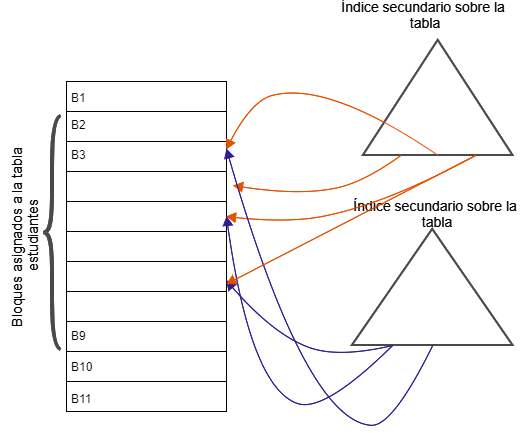 Índice secundario sobre la
tabla
B1
B2
B3
Bloques asignados a la tabla
estudiantes
Índice secundario sobre la
tabla
B9
B10
B11